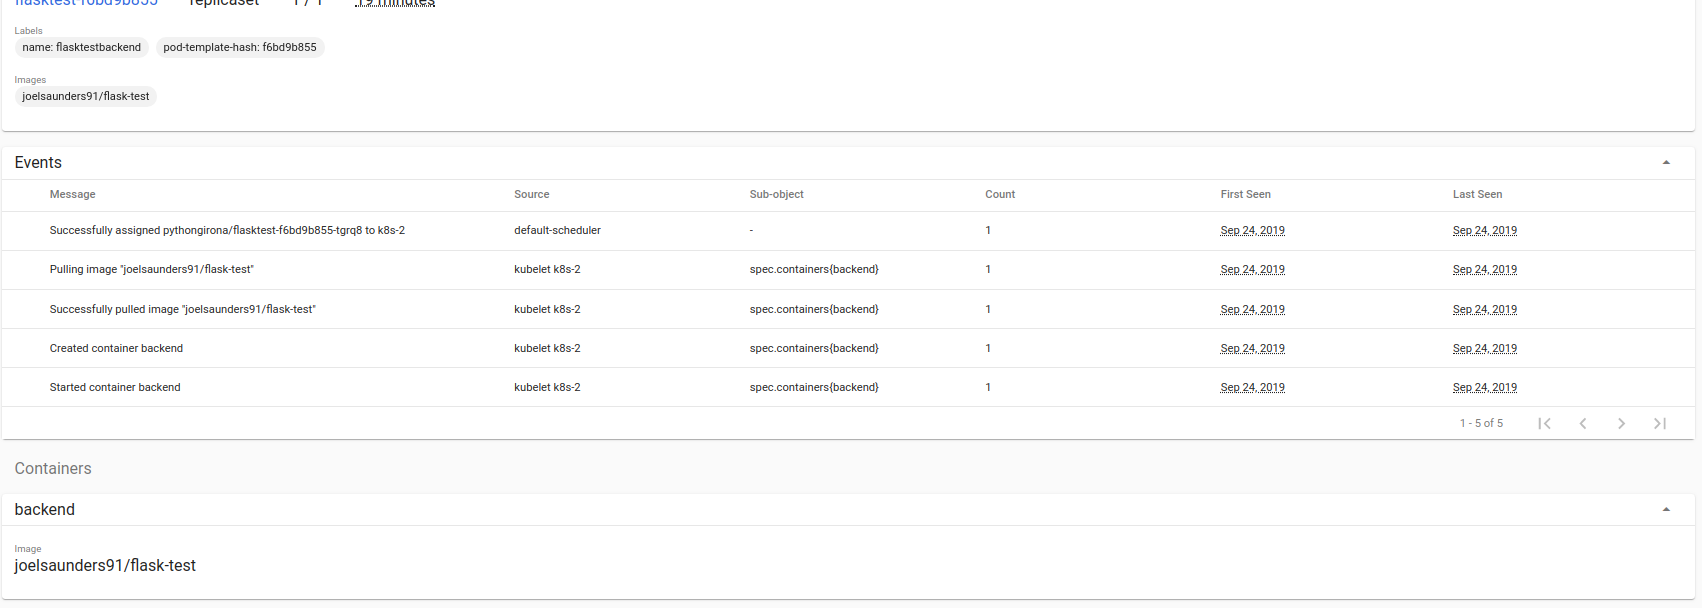 flasktest-f6bd9b855 replicaset 1 / 1 19 minutes
Labels
name: flasktestbackend pod-template-hash: f6bd9b855
Images
joelsaunders91/flask-test
Events
Message Source Sub-object Count First Seen Last Seen
Successfully assigned pythongirona/flasktest-f6bd9b855-tgrq8 to k8s-2 default-scheduler - 1 Sep 24, 2019 Sep 24, 2019
Pulling image "joelsaunders91/flask-test" kubelet k8s-2 spec.containers{backend} 1 Sep 24, 2019 Sep 24, 2019
Successfully pulled image "joelsaunders91/flask-test" kubelet k8s-2 spec.containers{backend} 1 Sep 24, 2019 Sep 24, 2019
Created container backend kubelet k8s-2 spec.containers{backend} 1 Sep 24, 2019 Sep 24, 2019
Started container backend kubelet k8s-2 spec.containers{backend} 1 Sep 24, 2019 Sep 24, 2019
1 - 5 of 5
Containers
backend
Image
joelsaunders91/flask-test